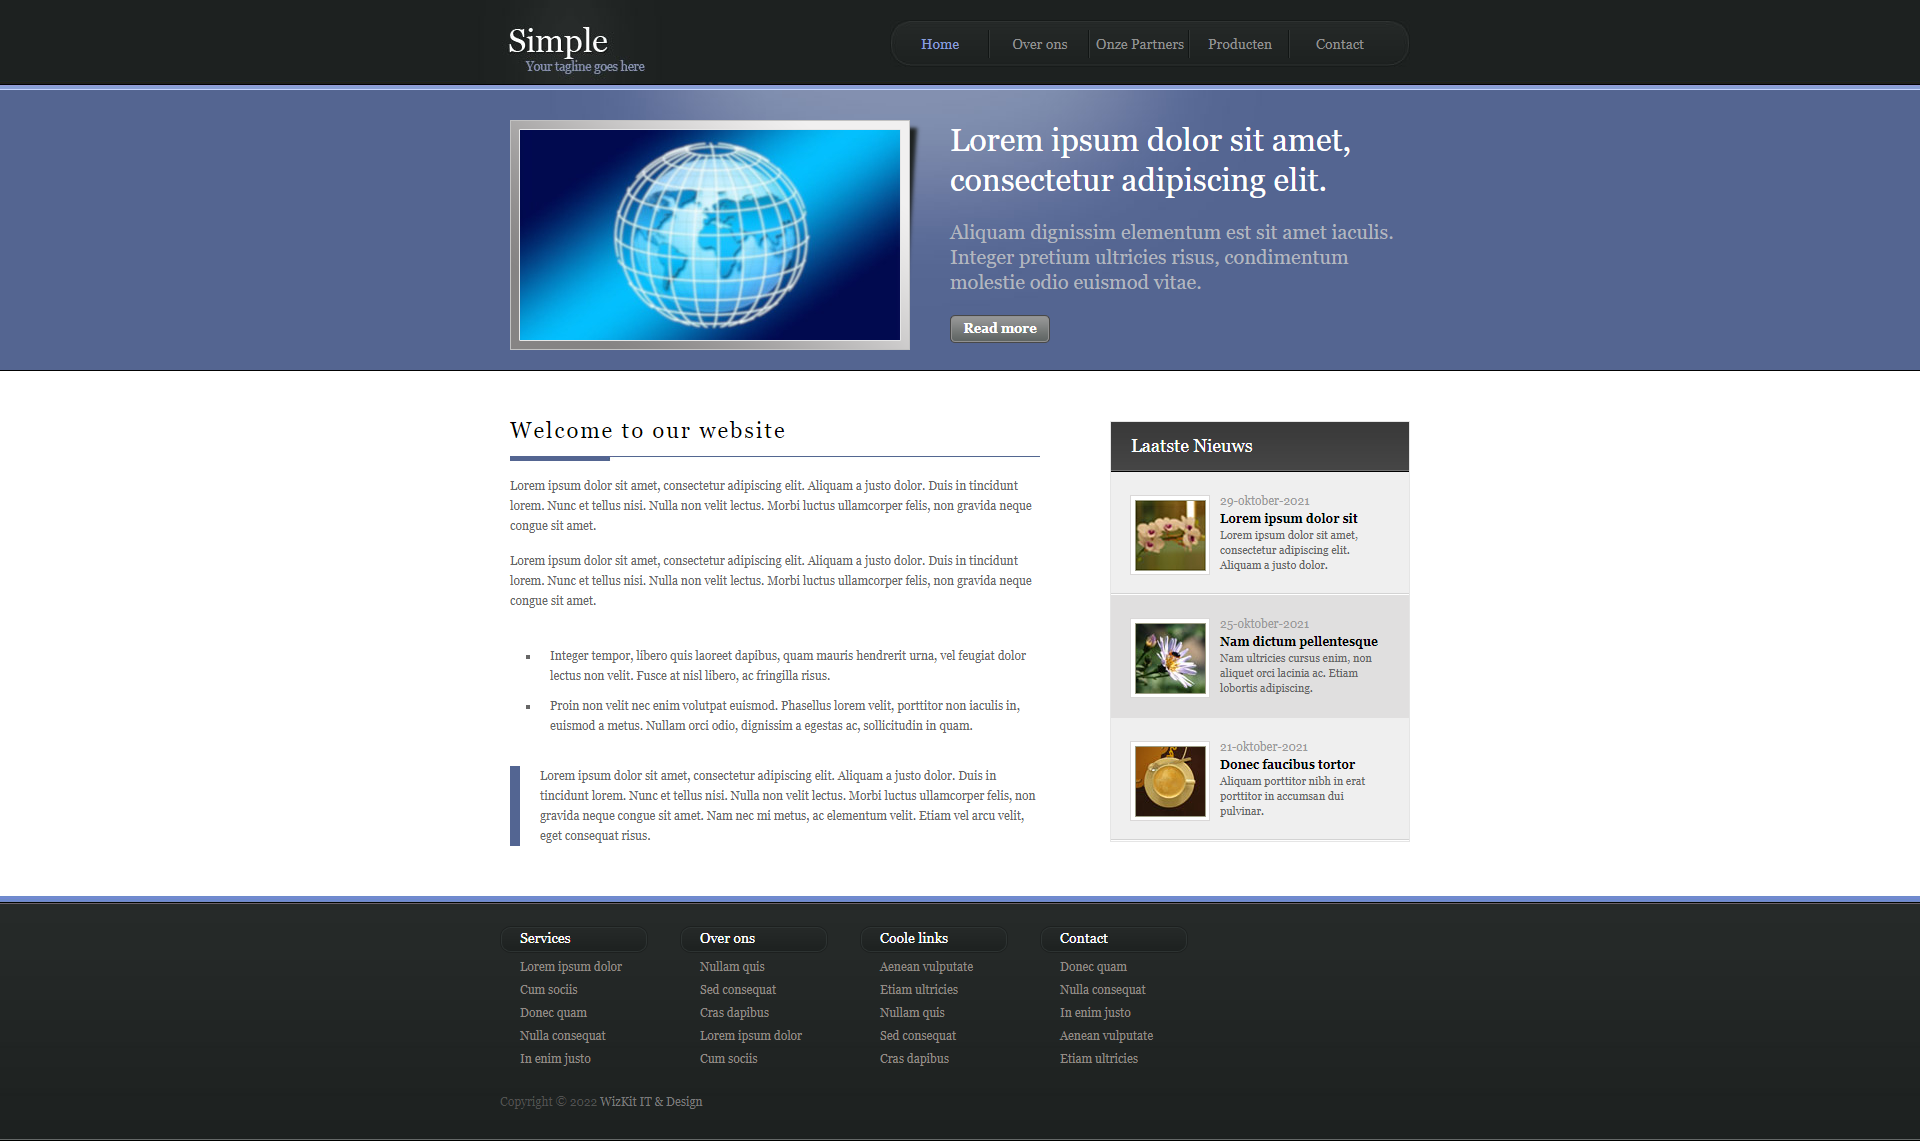 Simple
Your tagline goes here
Home
Over ons
Onze Partners
Producten
Contact
Lorem ipsum dolor sit amet,
consectetur adipiscing elit.
Aliquam dignissim elementum est sit amet iaculis.
Integer pretium ultricies risus, condimentum
molestie odio euismod vitae.
Read more
Welcome to our website
Lorem ipsum dolor sit amet, consectetur adipiscing elit. Aliquam a justo dolor. Duis in tincidunt
lorem. Nunc et tellus nisi. Nulla non velit lectus. Morbi luctus ullamcorper felis, non gravida neque
congue sit amet.
Lorem ipsum dolor sit amet, consectetur adipiscing elit. Aliquam a justo dolor. Duis in tincidunt
lorem. Nunc et tellus nisi. Nulla non velit lectus. Morbi luctus ullamcorper felis, non gravida neque
congue sit amet.
Integer tempor, libero quis laoreet dapibus, quam mauris hendrerit urna, vel feugiat dolor
lectus non velit. Fusce at nisl libero, ac fringilla risus.
Proin non velit nec enim volutpat euismod. Phasellus lorem velit, porttitor non iaculis in,
euismod a metus. Nullam orci odio, dignissim a egestas ac, sollicitudin in quam.
Lorem ipsum dolor sit amet, consectetur adipiscing elit. Aliquam a justo dolor. Duis in
tincidunt lorem. Nunc et tellus nisi. Nulla non velit lectus. Morbi luctus ullamcorper felis, non
gravida neque congue sit amet. Nam nec mi metus, ac elementum velit. Etiam vel arcu velit,
eget consequat risus.
Laatste Nieuws
29-oktober-2021
Lorem ipsum dolor sit
Lorem ipsum dolor sit amet,
consectetur adipiscing elit.
Aliquam a justo dolor.
25-oktober-2021
Nam dictum pellentesque
Nam ultricies cursus enim, non
aliquet orci lacinia ac. Etiam
lobortis adipiscing.
21-oktober-2021
Donec faucibus tortor
Aliquam porttitor nibh in erat
porttitor in accumsan dui
pulvinar.
Services
Lorem ipsum dolor
Cum sociis
Donec quam
Nulla consequat
In enim justo
Over ons
Nullam quis
Sed consequat
Cras dapibus
Lorem ipsum dolor
Cum sociis
Coole links
Aenean vulputate
Etiam ultricies
Nullam quis
Sed consequat
Cras dapibus
Contact
Donec quam
Nulla consequat
In enim justo
Aenean vulputate
Etiam ultricies
Copyright © 2022 WizKit IT & Design